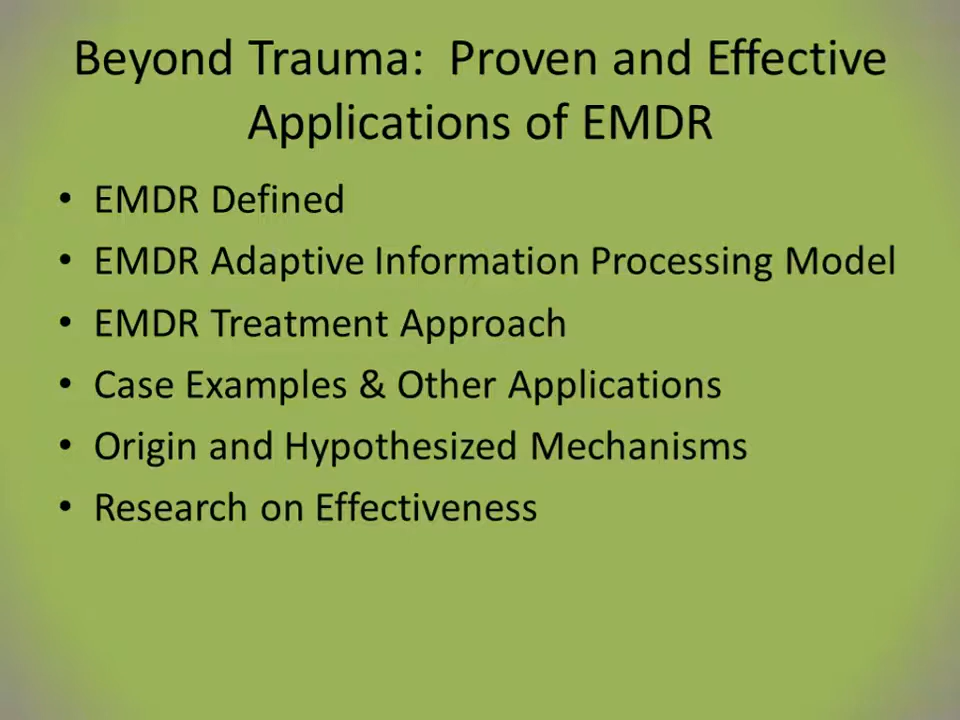 Beyond Trauma:  Proven and Effective
Applications of EMDR
• EMDR Defined
• EMDR Adaptive Information Processing Model
• EMDR Treatment Approach
• Case Examples & Other Applications
• Origin and Hypothesized Mechanisms
• Research on Effectiveness